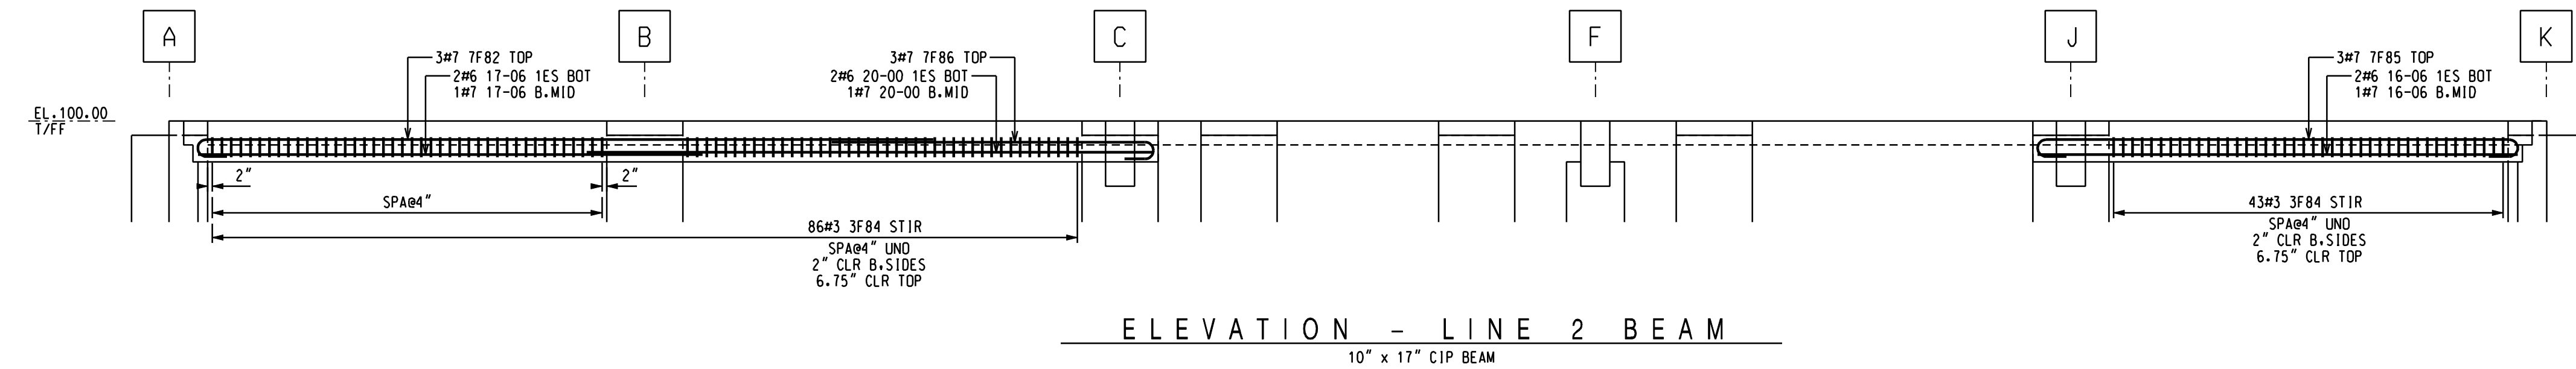 A
B
C
F
J
K
3#7 7F82 TOP
2#6 17-06 1ES BOT
1#7 17-06 B.MID
3#7 7F86 TOP
2#6 20-00 1ES BOT
1#7 20-00 B.MID
3#7 7F85 TOP
2#6 16-06 1ES BOT
1#7 16-06 B.MID
EL.100.00
T/FF
2"
2"
SPA@4"
86#3 3F84 STIR
SPA@4" UNO
2" CLR B.SIDES
6.75" CLR TOP
43#3 3F84 STIR
SPA@4" UNO
2" CLR B.SIDES
6.75" CLR TOP
ELEVATION - LINE 2 BEAM
10" x 17" CIP BEAM